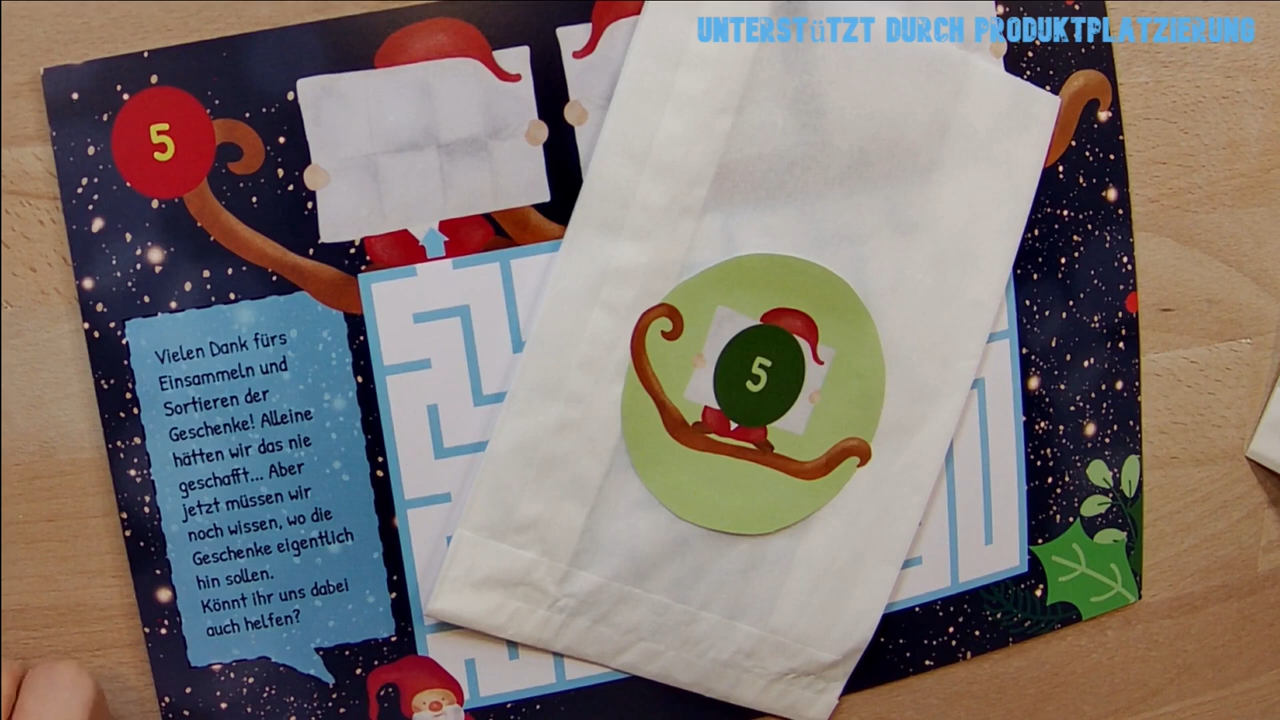 UNTERSTüTZT DURCH PRODUKTPLATZIERUNG
5
Vielen Dank fürs
Einsammeln und
Sortieren der
Geschenke! Alleine
hätten wir das nie
geschafft... Aber
jetzt müssen wir
noch wissen, wo die
Geschenke eigentlich
hin sollen.
Könnt ihr uns dabei
auch helfen?
5